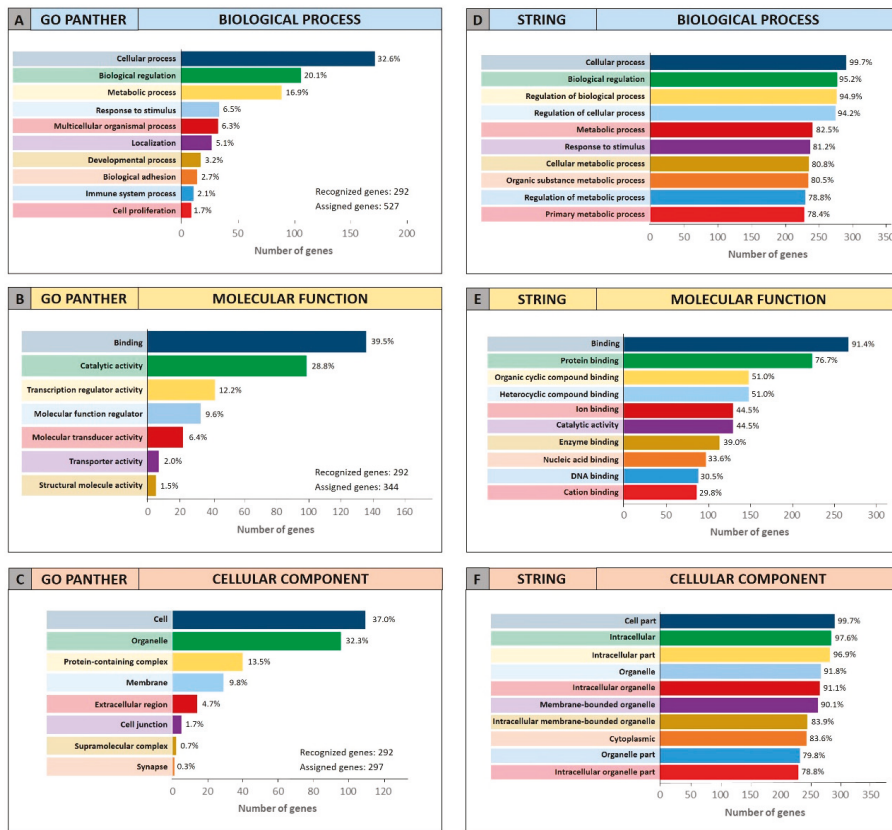 A GO PANTHER BIOLOGICAL PROCESS
Cellular process 32.6%
Biological regulation 20.1%
Metabolic process 16.9%
Response to stimulus 6.5%
Multicellular organismal process 6.3%
Localization 5.1%
Developmental process 3.2%
Biological adhesion 2.7%
Immune system process 2.1%
Cell proliferation 1.7%
Recognized genes: 292
Assigned genes: 527
0 50 100 150 200
Number of genes
D STRING BIOLOGICAL PROCESS
Cellular process 99.7%
Biological regulation 95.2%
Regulation of biological process 94.9%
Regulation of cellular process 94.2%
Metabolic process 82.5%
Response to stimulus 81.2%
Cellular metabolic process 80.8%
Organic substance metabolic process 80.5%
Regulation of metabolic process 78.8%
Primary metabolic process 78.4%
0 50 100 150 200 250 300 350
Number of genes
B GO PANTHER MOLECULAR FUNCTION
Binding 39.5%
Catalytic activity 28.8%
Transcription regulator activity 12.2%
Molecular function regulator 9.6%
Molecular transducer activity 6.4%
Transporter activity 2.0%
Structural molecule activity 1.5%
Recognized genes: 292
Assigned genes: 344
0 20 40 60 80 100 120 140 160
Number of genes
E STRING MOLECULAR FUNCTION
Binding 91.4%
Protein binding 76.7%
Organic cyclic compound binding 51.0%
Heterocyclic compound binding 51.0%
Ion binding 44.5%
Catalytic activity 44.5%
Enzyme binding 39.0%
Nucleic acid binding 33.6%
DNA binding 30.5%
Cation binding 29.8%
0 50 100 150 200 250 300
Number of genes
C GO PANTHER CELLULAR COMPONENT
Cell 37.0%
Organelle 32.3%
Protein-containing complex 13.5%
Membrane 9.8%
Extracellular region 4.7%
Cell junction 1.7%
Supramolecular complex 0.7%
Synapse 0.3%
Recognized genes: 292
Assigned genes: 297
0 20 40 60 80 100 120
Number of genes
F STRING CELLULAR COMPONENT
Cell part 99.7%
Intracellular 97.6%
Intracellular part 96.9%
Organelle 91.8%
Intracellular organelle 91.1%
Membrane-bounded organelle 90.1%
Intracellular membrane-bounded organelle 83.9%
Cytoplasmic 83.6%
Organelle part 79.8%
Intracellular organelle part 78.8%
0 50 100 150 200 250 300 350
Number of genes